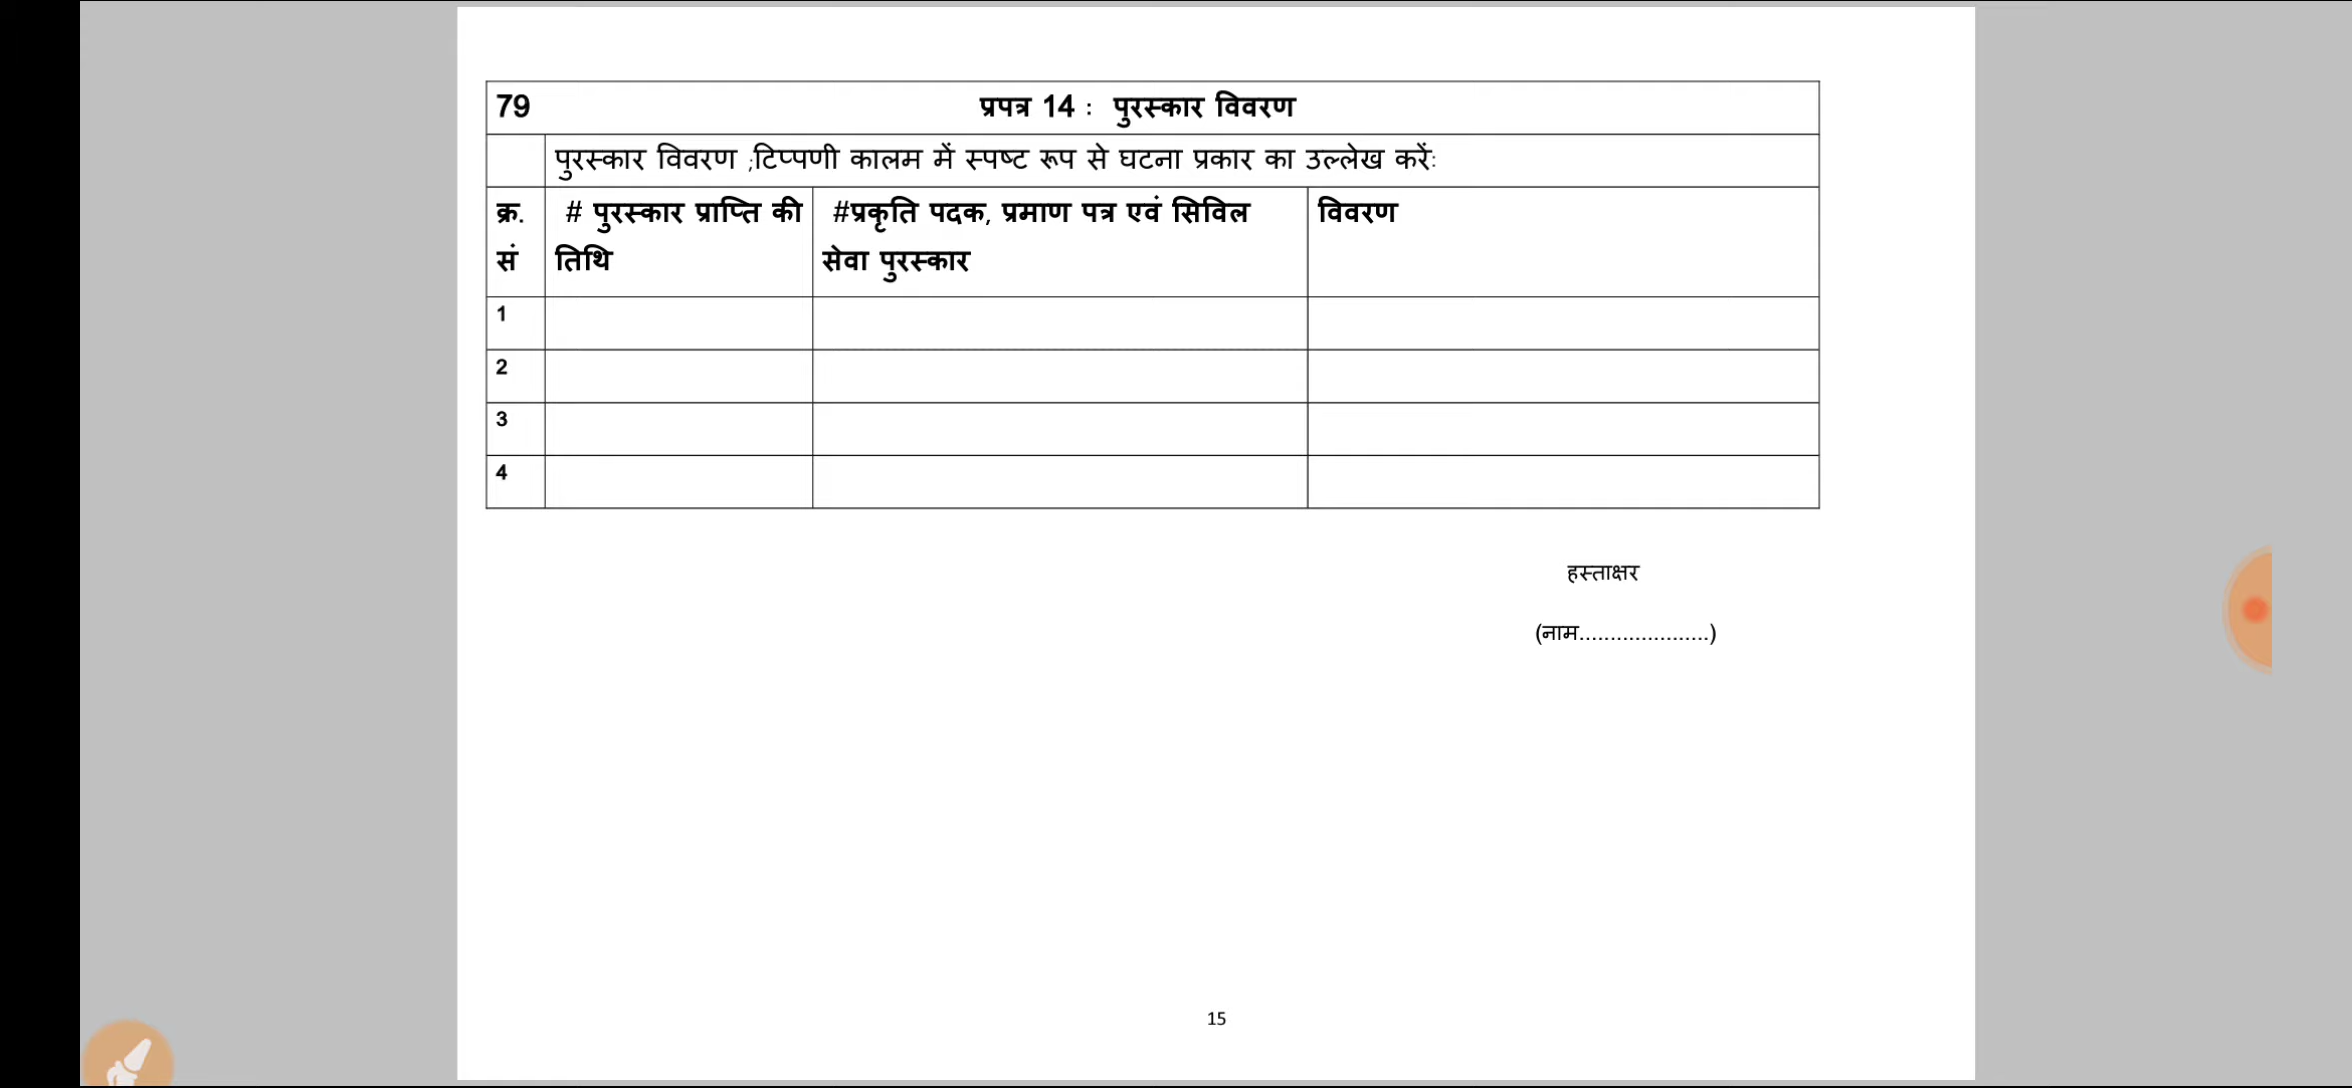 79 प्रपत्र 14 : पुरस्कार विवरण
पुरस्कार विवरण ;टिप्पणी कालम में स्पष्ट रूप से घटना प्रकार का उल्लेख करें:
क्र. # पुरस्कार प्राप्ति की #प्रकृति पदक, प्रमाण पत्र एवं सिविल विवरण
सं तिथि सेवा पुरस्कार
1
2
3
4
हस्ताक्षर
(नाम.....................)
15